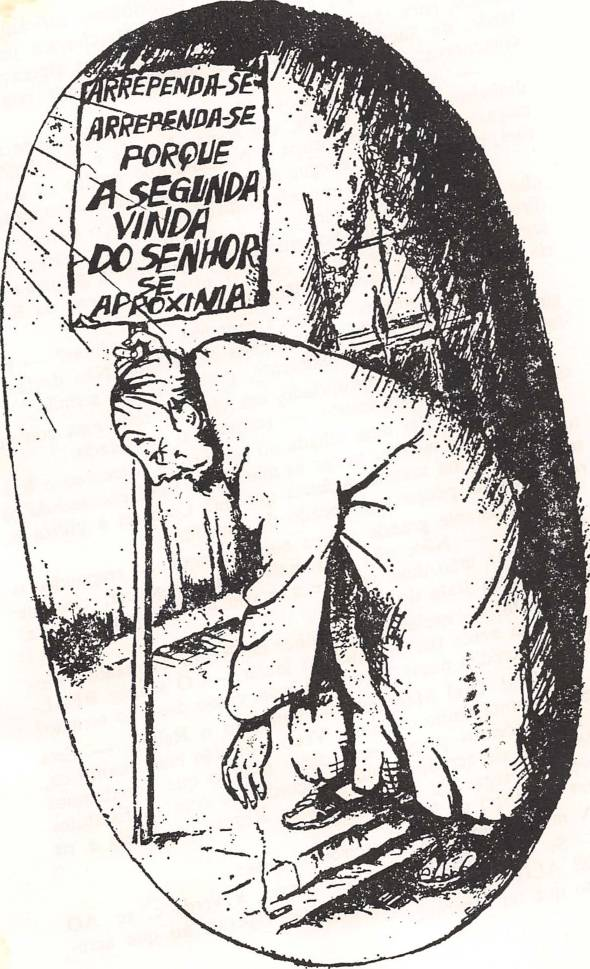 ARREPENDA-SE
ARREPENDA-SE
PORQUE
A SEGUNDA
VINDA
DO SENHOR
SE
APROXIMA